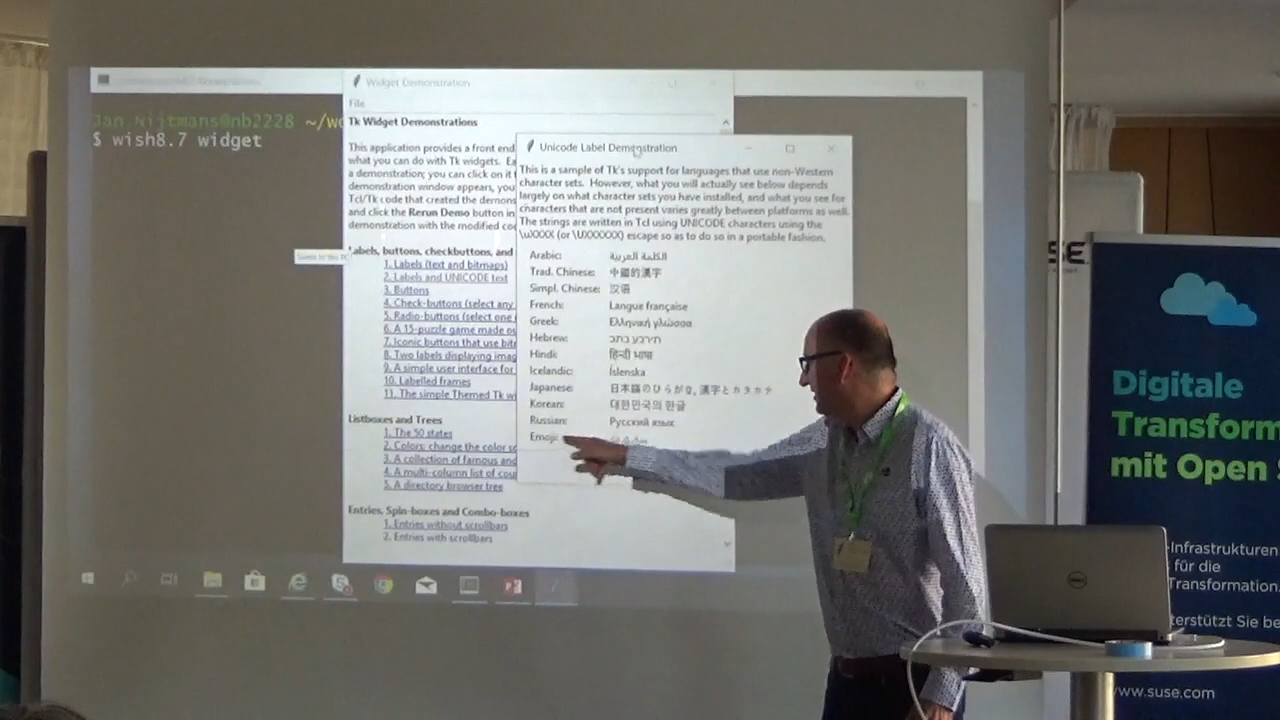 Jan.Nijtmans@nb2228 ~/wo
$ wish8.7 widget
Widget Demonstration
File
Tk Widget Demonstrations
This application provides a front end
what you can do with Tk widgets.
a demonstration; you can click on it
demonstration window appears, you
Tcl/Tk code that created the demons
and click the Rerun Demo button in
demonstration with the modified co
Labels, buttons, checkbuttons, and
1. Labels (text and bitmaps)
2. Labels and UNICODE text
3. Buttons
4. Check-buttons (select any
5. Radio-buttons (select one
6. A 15-puzzle game made o
7. Iconic buttons that use bit
8. Two labels displaying imag
9. A simple user interface for
10. Labelled frames
11. The simple Themed Tk w
Listboxes and Trees
1. The 50 states
2. Colors: change the color s
3. A collection of famous and
4. A multi-column list of cou
5. A directory browser tree
Entries, Spin-boxes and Combo-boxes
1. Entries without scrollbars
2. Entries with scrollbars
Unicode Label Demonstration
This is a sample of Tk's support for languages that use non-Western
character sets. However, what you will actually see below depends
largely on what character sets you have installed, and what you see for
characters that are not present varies greatly between platforms as well.
The strings are written in Tcl using UNICODE characters using the
\uXXXX (or \UXXXXXX) escape so as to do so in a portable fashion.
Arabic: الكلمة العربية
Trad. Chinese: 中國的漢字
Simpl. Chinese: 汉语
French: Langue française
Greek: Ελληνική γλώσσα
Hebrew: תירבע בתכ
Hindi: हिन्दी भाषा
Icelandic: Íslenska
Japanese: 日本語のひらがな, 漢字とカタカナ
Korean: 대한민국의 한글
Russian: Русский язык
Emoji:
SE
Digitale
Transform
mit Open
-Infrastrukturen
für die
Transformation
terstützt Sie be
www.suse.com
DELL